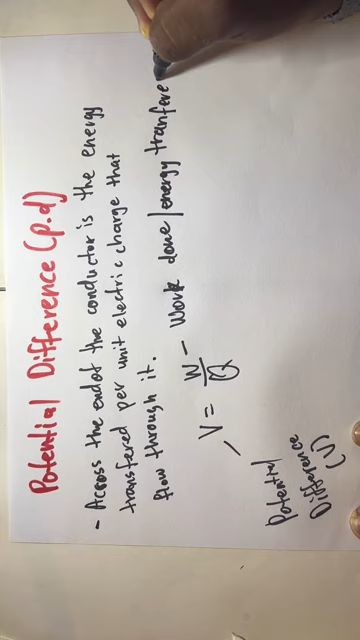 Potential Difference (p.d)
- Across the end of the conductor is the energy
transfered per unit electric charge that
flow through it.
V = W/Q - Work done/energy tranfere
Potential
Difference
(V)